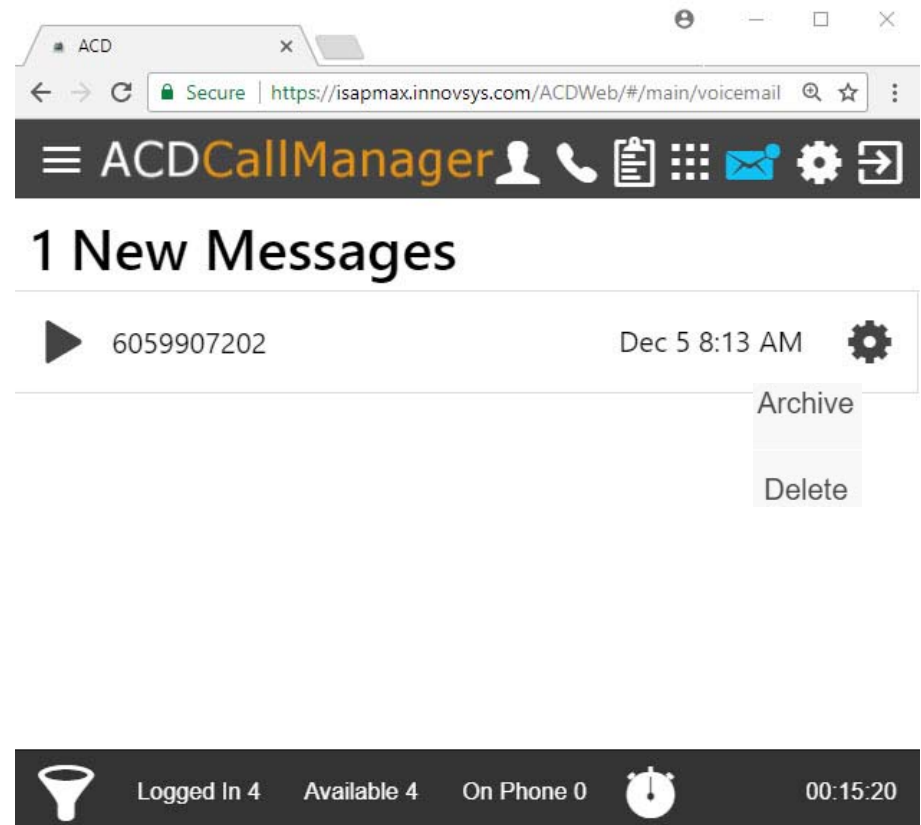 ACD
Secure | https://isapmax.innovsys.com/ACDWeb/#/main/voicemail
ACDCallManager
1 New Messages
6059907202 Dec 5 8:13 AM
Archive
Delete
Logged In 4 Available 4 On Phone 0 00:15:20